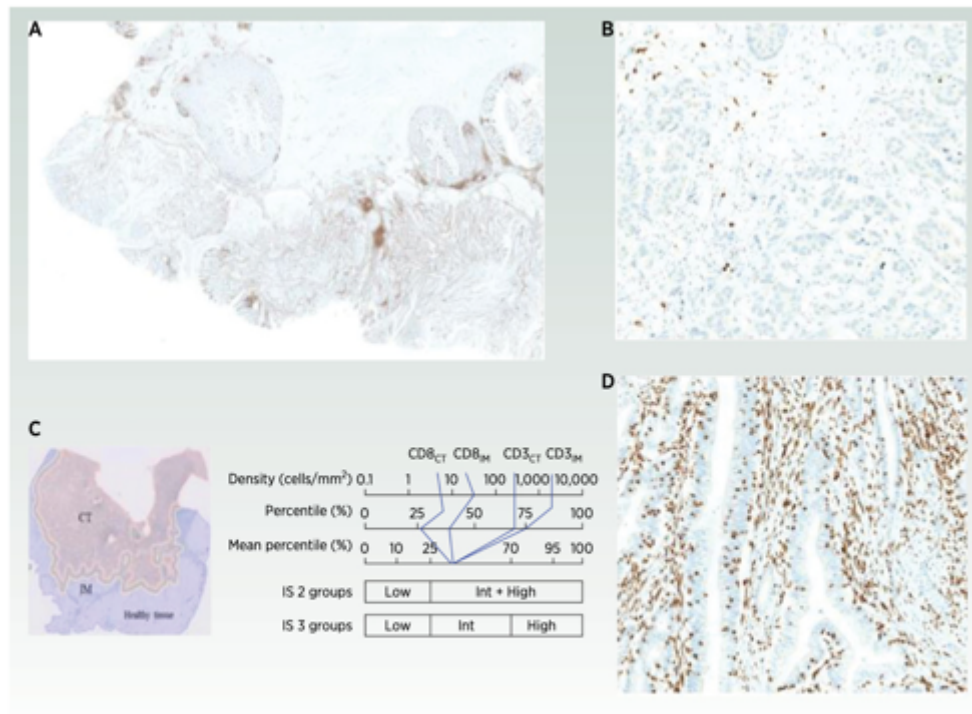 A
B
C
CT
IM
Healthy tissue
CD8CT CD8IM CD3CT CD3IM
Density (cells/mm²) 0.1 1 10 100 1,000 10,000
Percentile (%) 0 25 50 75 100
Mean percentile (%) 0 10 25 70 95 100
IS 2 groups Low Int + High
IS 3 groups Low Int High
D